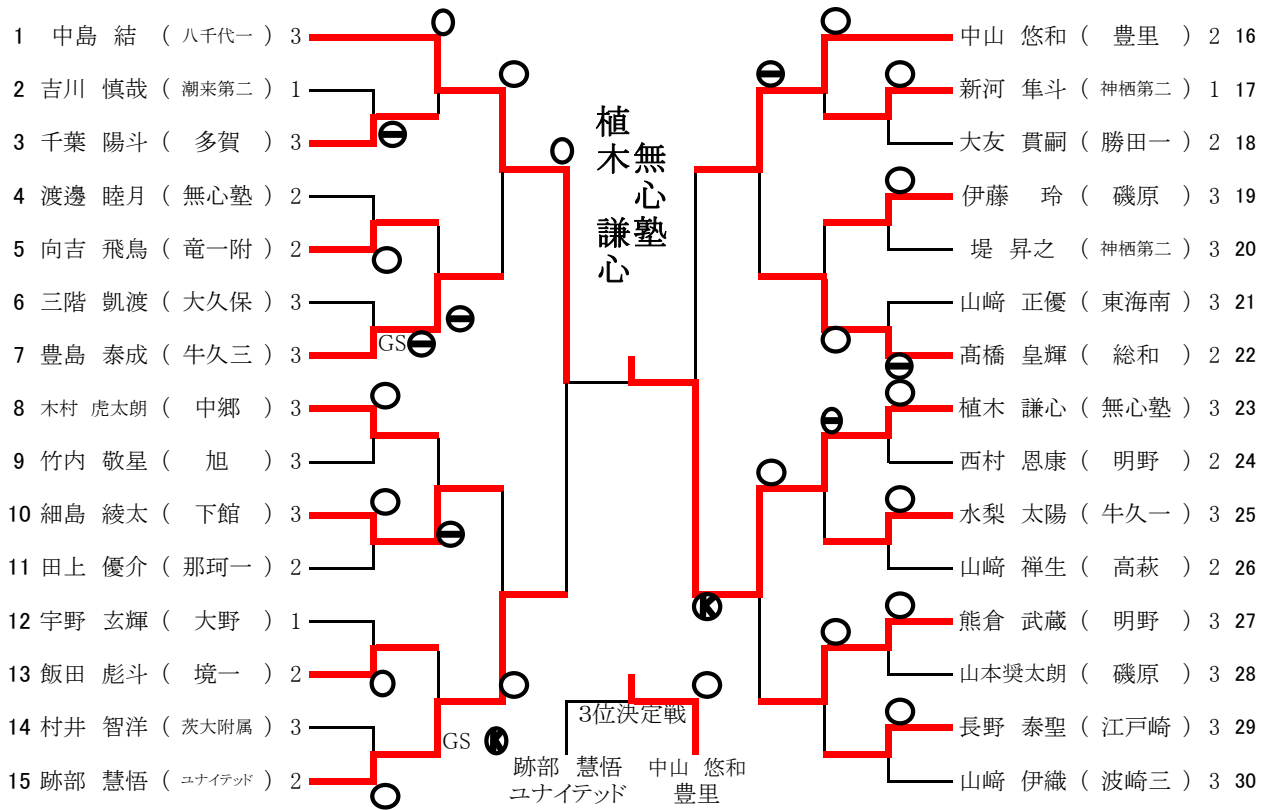 1 中島 結 ( 八千代一 ) 3
2 吉川 慎哉 ( 潮来第二 ) 1
3 千葉 陽斗 ( 多賀 ) 3
4 渡邊 睦月 ( 無心塾 ) 2
5 向吉 飛鳥 ( 竜一附 ) 2
6 三階 凱渡 ( 大久保 ) 3
7 豊島 泰成 ( 牛久三 ) 3
GS
8 木村 虎太朗 ( 中郷 ) 3
9 竹内 敬星 ( 旭 ) 3
10 細島 綾太 ( 下館 ) 3
11 田上 優介 ( 那珂一 ) 2
12 宇野 玄輝 ( 大野 ) 1
13 飯田 彪斗 ( 境一 ) 2
14 村井 智洋 ( 茨大附属 ) 3
GS K
15 跡部 慧悟 ( ユナイテッド ) 2
無心塾
植木 謙心
K
3位決定戦
跡部 慧悟
ユナイテッド
中山 悠和
豊里
中山 悠和 ( 豊里 ) 2 16
新河 隼斗 ( 神栖第二 ) 1 17
大友 貫嗣 ( 勝田一 ) 2 18
伊藤 玲 ( 磯原 ) 3 19
堤 昇之 ( 神栖第二 ) 3 20
山﨑 正優 ( 東海南 ) 3 21
髙橋 皇輝 ( 総和 ) 2 22
植木 謙心 ( 無心塾 ) 3 23
西村 恩康 ( 明野 ) 2 24
水梨 太陽 ( 牛久一 ) 3 25
山﨑 禅生 ( 高萩 ) 2 26
熊倉 武蔵 ( 明野 ) 3 27
山本奨太朗 ( 磯原 ) 3 28
長野 泰聖 ( 江戸崎 ) 3 29
山﨑 伊織 ( 波崎三 ) 3 30